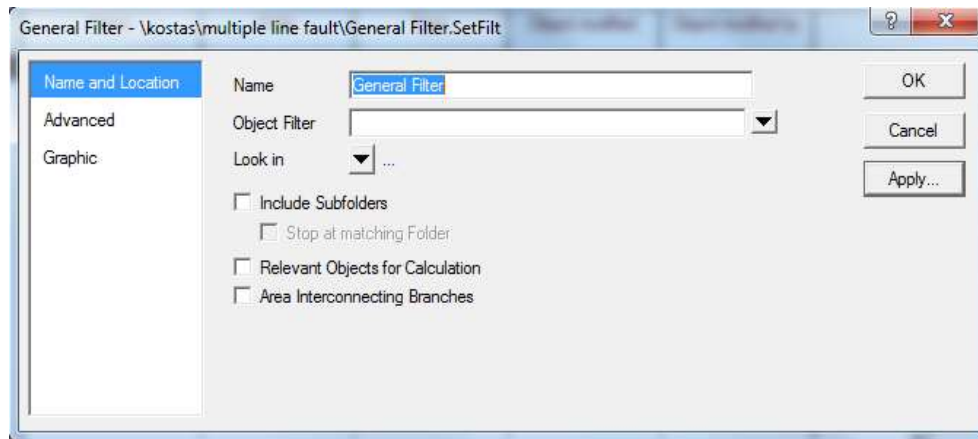 General Filter - \kostas\multiple line fault\General Filter.SetFilt
Name and Location
Advanced
Graphic
Name
General Filter
Object Filter
Look in
...
Include Subfolders
Stop at matching Folder
Relevant Objects for Calculation
Area Interconnecting Branches
OK
Cancel
Apply...